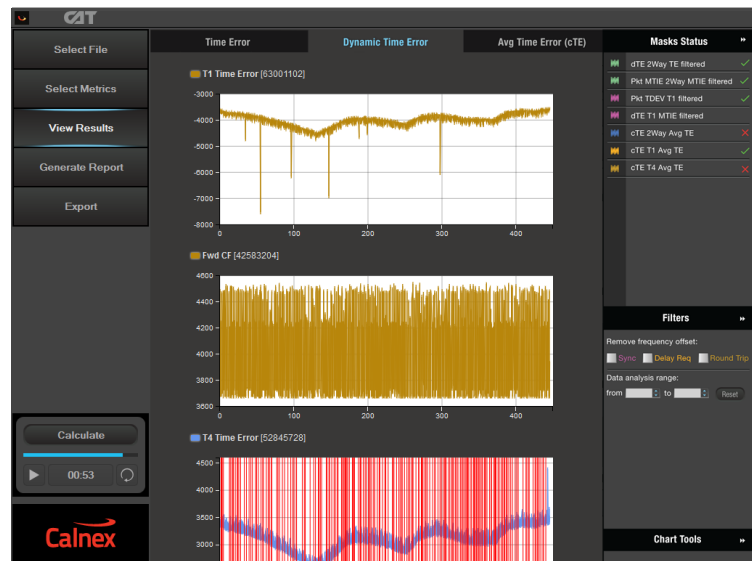 CAT
Select File
Select Metrics
View Results
Generate Report
Export
Calculate
00:53
Calnex
Time Error
Dynamic Time Error
Avg Time Error (cTE)
T1 Time Error [63001102]
-3000
-4000
-5000
-6000
-7000
-8000
0 100 200 300 400
Fwd CF [42583204]
4600
4400
4200
4000
3800
3600
0 100 200 300 400
T4 Time Error [52845728]
4500
4000
3500
3000
Masks Status
dTE 2Way TE filtered
Pkt MTIE 2Way MTIE filtered
Pkt TDEV T1 filtered
dTE T1 MTIE filtered
cTE 2Way Avg TE
cTE T1 Avg TE
cTE T4 Avg TE
Filters
Remove frequency offset:
Sync Delay Req Round Trip
Data analysis range:
from to Reset
Chart Tools